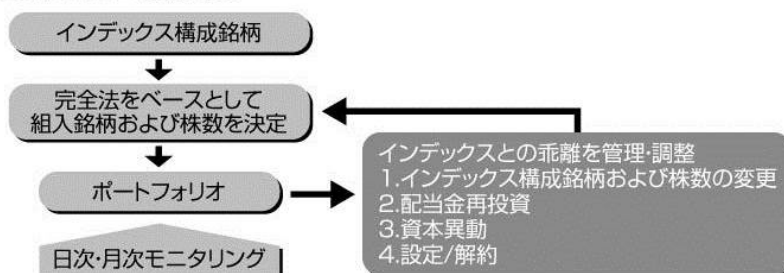 インデックス構成銘柄
完全法をベースとして
組入銘柄および株数を決定
ポートフォリオ
日次・月次モニタリング
インデックスとの乖離を管理・調整
1.インデックス構成銘柄および株数の変更
2.配当金再投資
3.資本異動
4.設定/解約